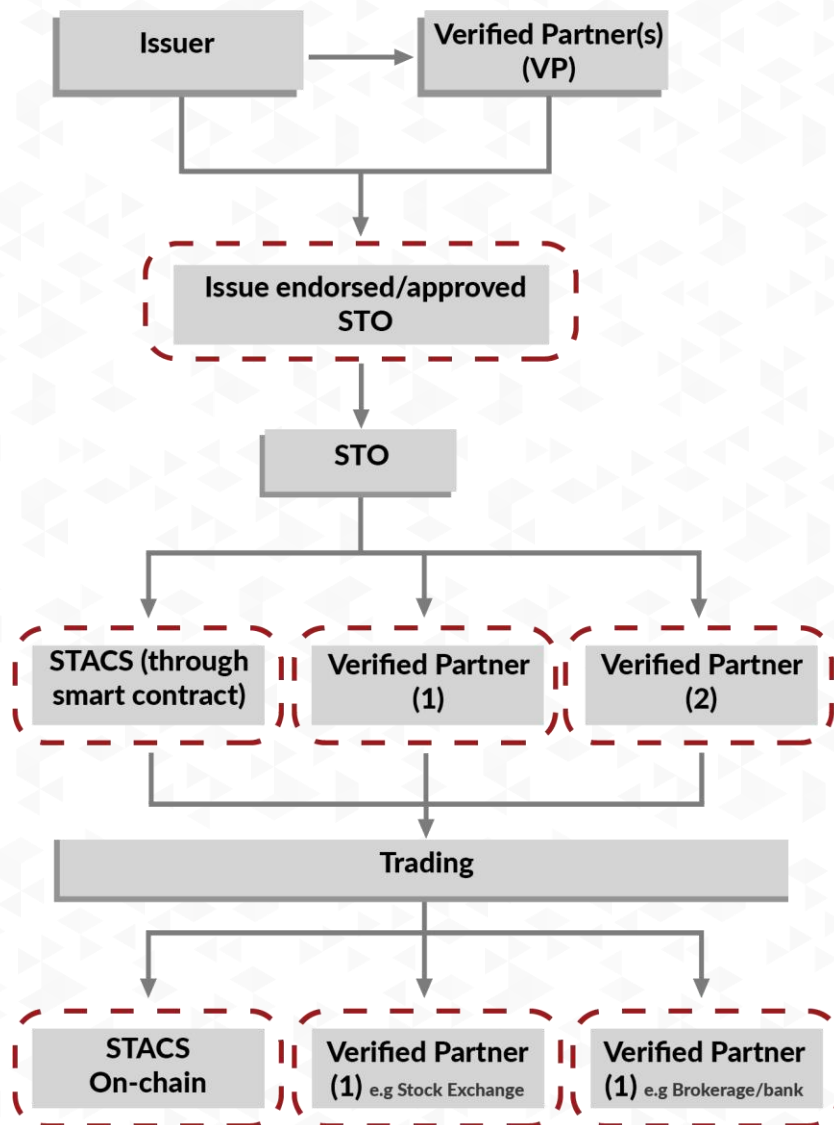 Issuer
Verified Partner(s)
(VP)
Issue endorsed/approved
STO
STO
STACS (through
smart contract)
Verified Partner
(1)
Verified Partner
(2)
Trading
STACS
On-chain
Verified Partner
(1) e.g Stock Exchange
Verified Partner
(1) e.g Brokerage/bank